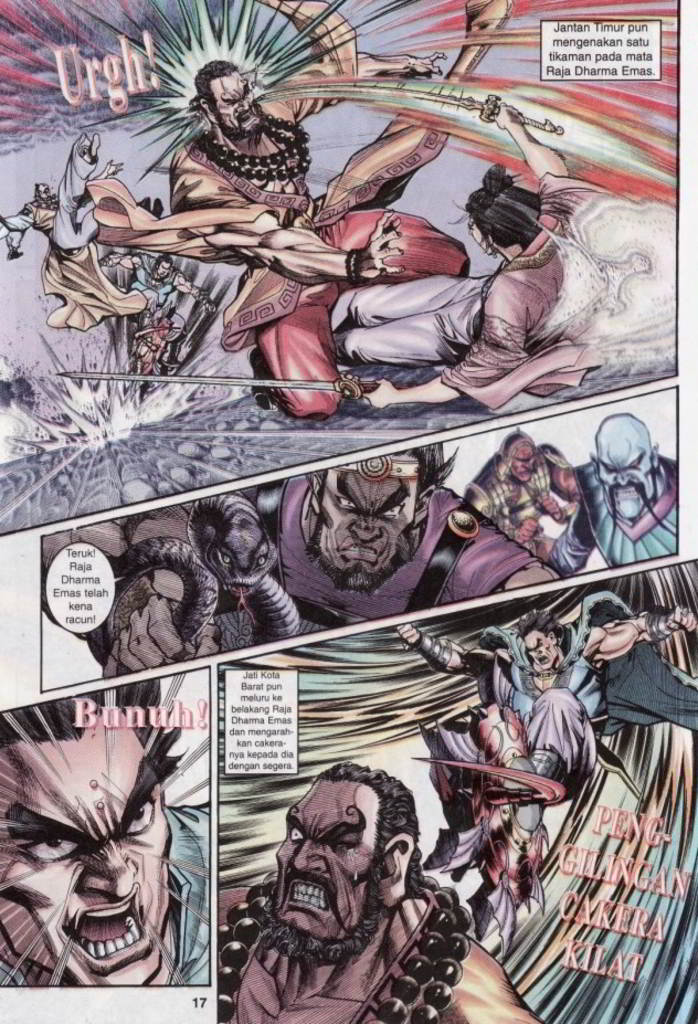 Urgh!
Jantan Timur pun
mengenakan satu
tikaman pada mata
Raja Dharma Emas.
Teruk!
Raja
Dharma
Emas telah
kena
racun!
Bunuh!
Jati Kota
Barat pun
meluru ke
belakang Raja
Dharma Emas
dan mengarah-
kan cakera-
nya kepada dia
dengan segera.
PENG-
GILINGAN
CAKERA
KILAT
17